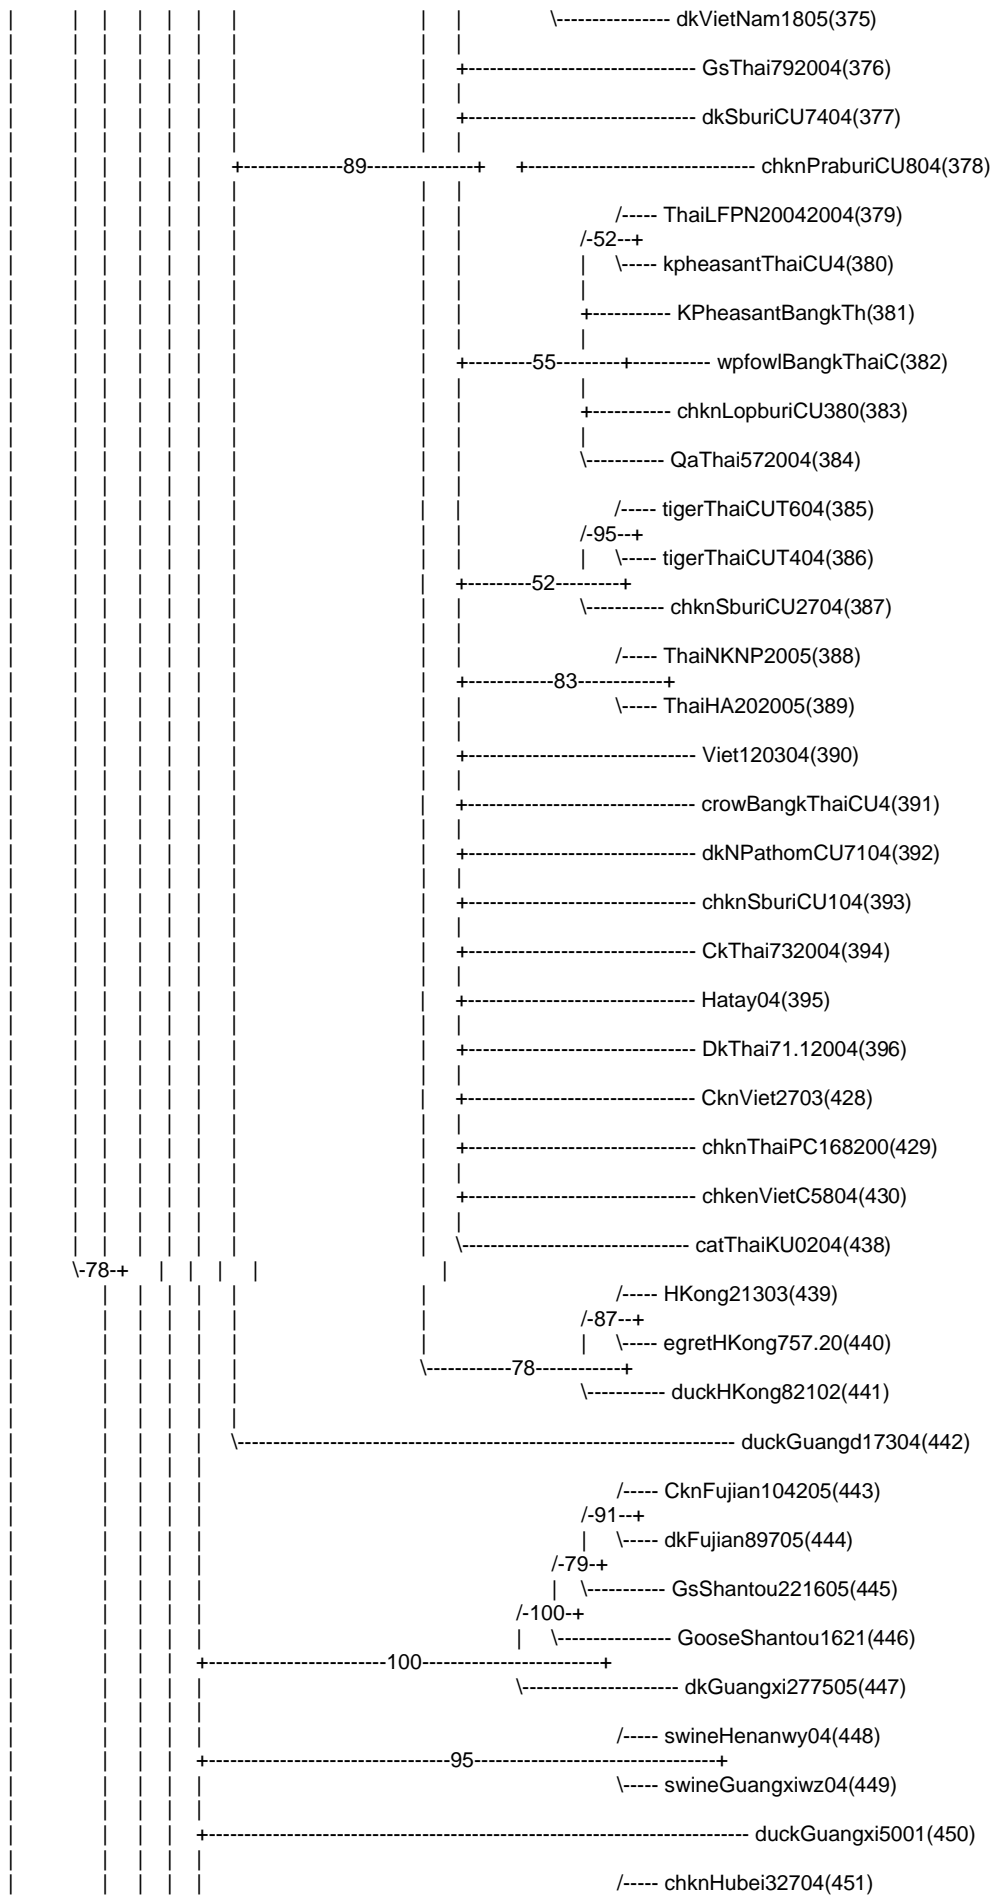 | | | | | | | \---------------- dkVietNam1805(375)
+-------------------------------- GsThai792004(376)
+-------------------------------- dkSburiCU7404(377)
+--------------89---------------+ +-------------------------------- chknPraburiCU804(378)
/----- ThaiLFPN20042004(379)
/-52--+
| \----- kpheasantThaiCU4(380)
+----------- KPheasantBangkTh(381)
+---------55---------+----------- wpfowlBangkThaiC(382)
+----------- chknLopburiCU380(383)
\----------- QaThai572004(384)
/----- tigerThaiCUT604(385)
/-95--+
| \----- tigerThaiCUT404(386)
+---------52---------+
\----------- chknSburiCU2704(387)
/----- ThaiNKNP2005(388)
+------------83------------+
\----- ThaiHA202005(389)
+-------------------------------- Viet120304(390)
+-------------------------------- crowBangkThaiCU4(391)
+-------------------------------- dkNPathomCU7104(392)
+-------------------------------- chknSburiCU104(393)
+-------------------------------- CkThai732004(394)
+-------------------------------- Hatay04(395)
+-------------------------------- DkThai71.12004(396)
+-------------------------------- CknViet2703(428)
+-------------------------------- chknThaiPC168200(429)
+-------------------------------- chkenVietC5804(430)
\-------------------------------- catThaiKU0204(438)
\-78-+ | | | | |
/----- HKong21303(439)
/-87--+
| \----- egretHKong757.20(440)
\------------78------------+
\----------- duckHKong82102(441)
\---------------------------------------------------------------------- duckGuangd17304(442)
/----- CknFujian104205(443)
/-91--+
| \----- dkFujian89705(444)
/-79-+
| \----------- GsShantou221605(445)
/-100-+
| \---------------- GooseShantou1621(446)
+-------------------------100-------------------------+
\---------------------- dkGuangxi277505(447)
/----- swineHenanwy04(448)
+----------------------------------95----------------------------------+
\----- swineGuangxiwz04(449)
+---------------------------------------------------------------------------- duckGuangxi5001(450)
/----- chknHubei32704(451)